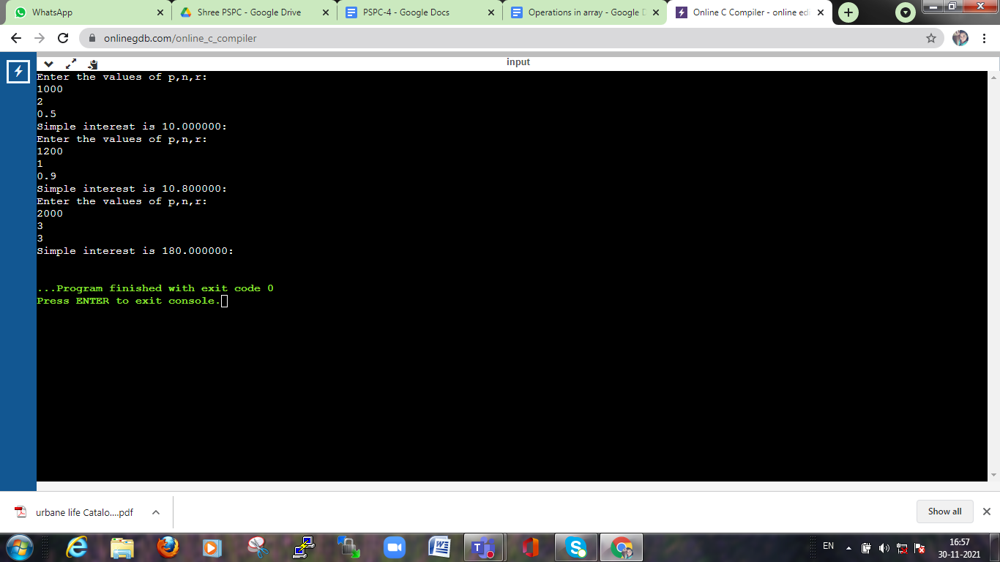 WhatsApp
Shree PSPC - Google Drive
PSPC-4 - Google Docs
Operations in array - Google D
Online C Compiler - online edi
onlinegdb.com/online_c_compiler
input
Enter the values of p,n,r:
1000
2
0.5
Simple interest is 10.000000:
Enter the values of p,n,r:
1200
1
0.9
Simple interest is 10.800000:
Enter the values of p,n,r:
2000
3
3
Simple interest is 180.000000:
...Program finished with exit code 0
Press ENTER to exit console.
urbane life Catalo....pdf
Show all
EN
16:57
30-11-2021